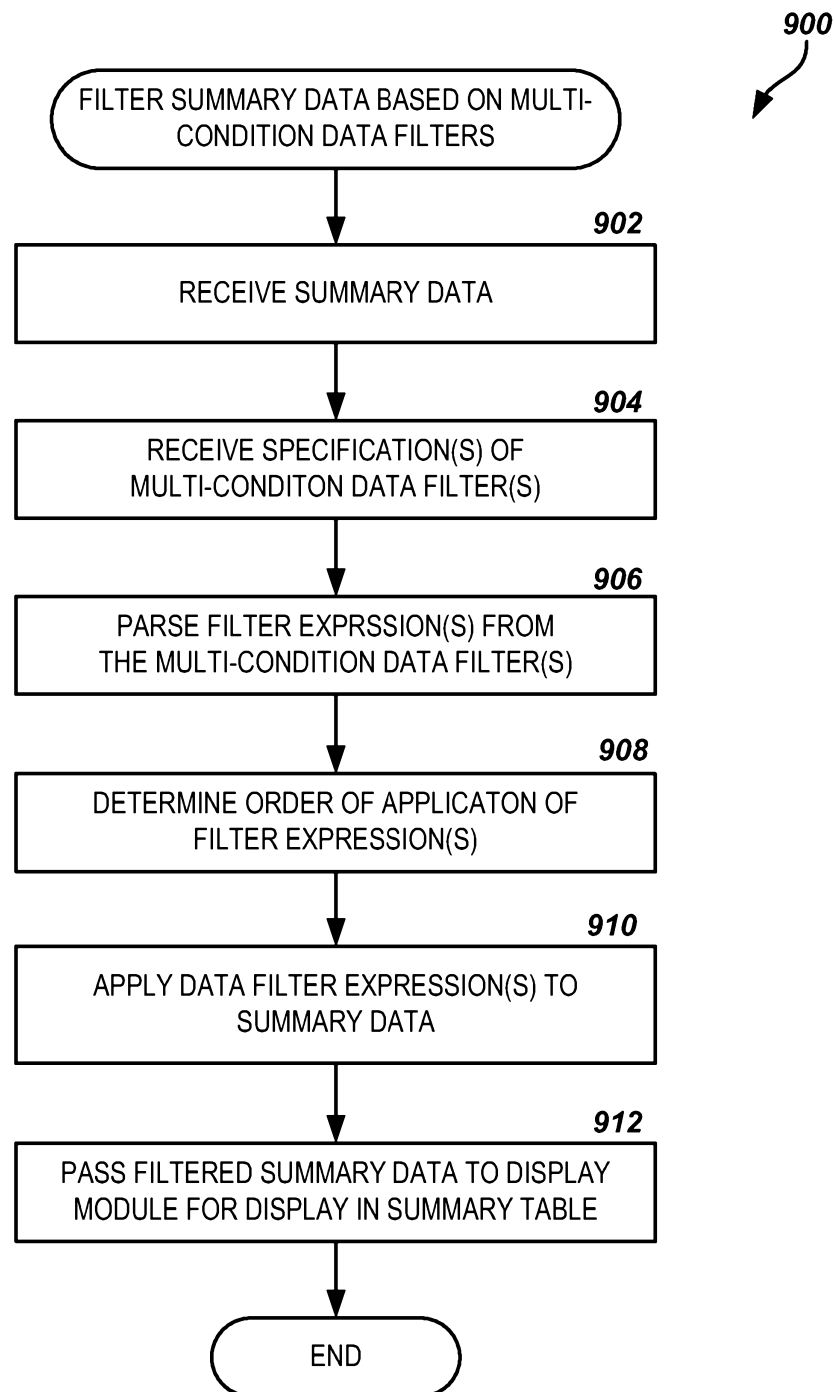 900
FILTER SUMMARY DATA BASED ON MULTI-
CONDITION DATA FILTERS
902
RECEIVE SUMMARY DATA
904
RECEIVE SPECIFICATION(S) OF
MULTI-CONDITON DATA FILTER(S)
906
PARSE FILTER EXPRSSION(S) FROM
THE MULTI-CONDITION DATA FILTER(S)
908
DETERMINE ORDER OF APPLICATON OF
FILTER EXPRESSION(S)
910
APPLY DATA FILTER EXPRESSION(S) TO
SUMMARY DATA
912
PASS FILTERED SUMMARY DATA TO DISPLAY
MODULE FOR DISPLAY IN SUMMARY TABLE
END